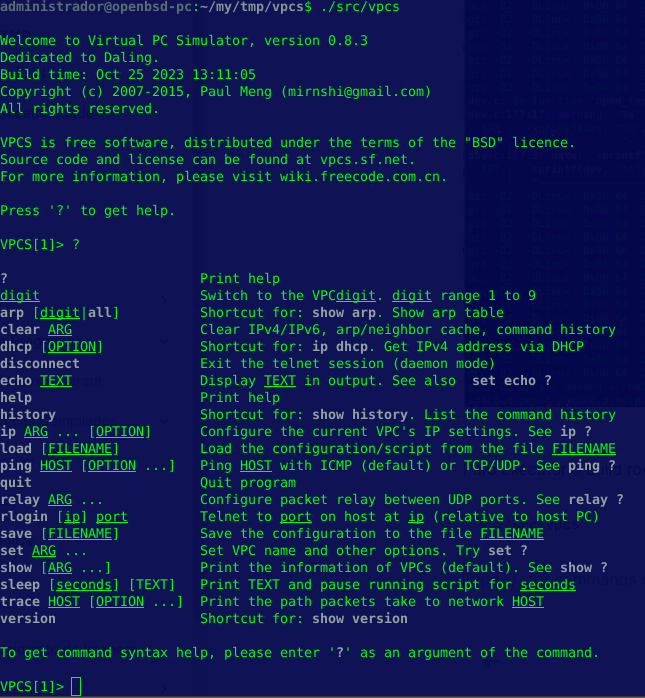 administrador@openbsd-pc:~/my/tmp/vpcs$ ./src/vpcs
Welcome to Virtual PC Simulator, version 0.8.3
Dedicated to Daling.
Build time: Oct 25 2023 13:11:05
Copyright (c) 2007-2015, Paul Meng (mirnshi@gmail.com)
All rights reserved.
VPCS is free software, distributed under the terms of the "BSD" licence.
Source code and license can be found at vpcs.sf.net.
For more information, please visit wiki.freecode.com.cn.
Press '?' to get help.
VPCS[1]> ?
? Print help
digit Switch to the VPCdigit. digit range 1 to 9
arp [digit|all] Shortcut for: show arp. Show arp table
clear ARG Clear IPv4/IPv6, arp/neighbor cache, command history
dhcp [OPTION] Shortcut for: ip dhcp. Get IPv4 address via DHCP
disconnect Exit the telnet session (daemon mode)
echo TEXT Display TEXT in output. See also  set echo ?
help Print help
history Shortcut for: show history. List the command history
ip ARG ... [OPTION] Configure the current VPC's IP settings. See ip ?
load [FILENAME] Load the configuration/script from the file FILENAME
ping HOST [OPTION ...] Ping HOST with ICMP (default) or TCP/UDP. See ping ?
quit Quit program
relay ARG ... Configure packet relay between UDP ports. See relay ?
rlogin [ip] port Telnet to port on host at ip (relative to host PC)
save [FILENAME] Save the configuration to the file FILENAME
set ARG ... Set VPC name and other options. Try set ?
show [ARG ...] Print the information of VPCs (default). See show ?
sleep [seconds] [TEXT] Print TEXT and pause running script for seconds
trace HOST [OPTION ...] Print the path packets take to network HOST
version Shortcut for: show version
To get command syntax help, please enter '?' as an argument of the command.
VPCS[1]>